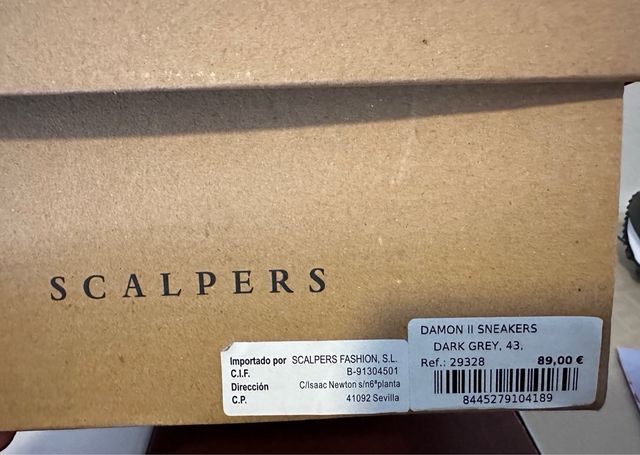 SCALPERS
Importado por SCALPERS FASHION, S.L.
C.I.F. B-91304501
Dirección C/Isaac Newton s/n6ªplanta
C.P. 41092 Sevilla
DAMON II SNEAKERS
DARK GREY, 43,
Ref.: 29328 89,00 €
8445279104189